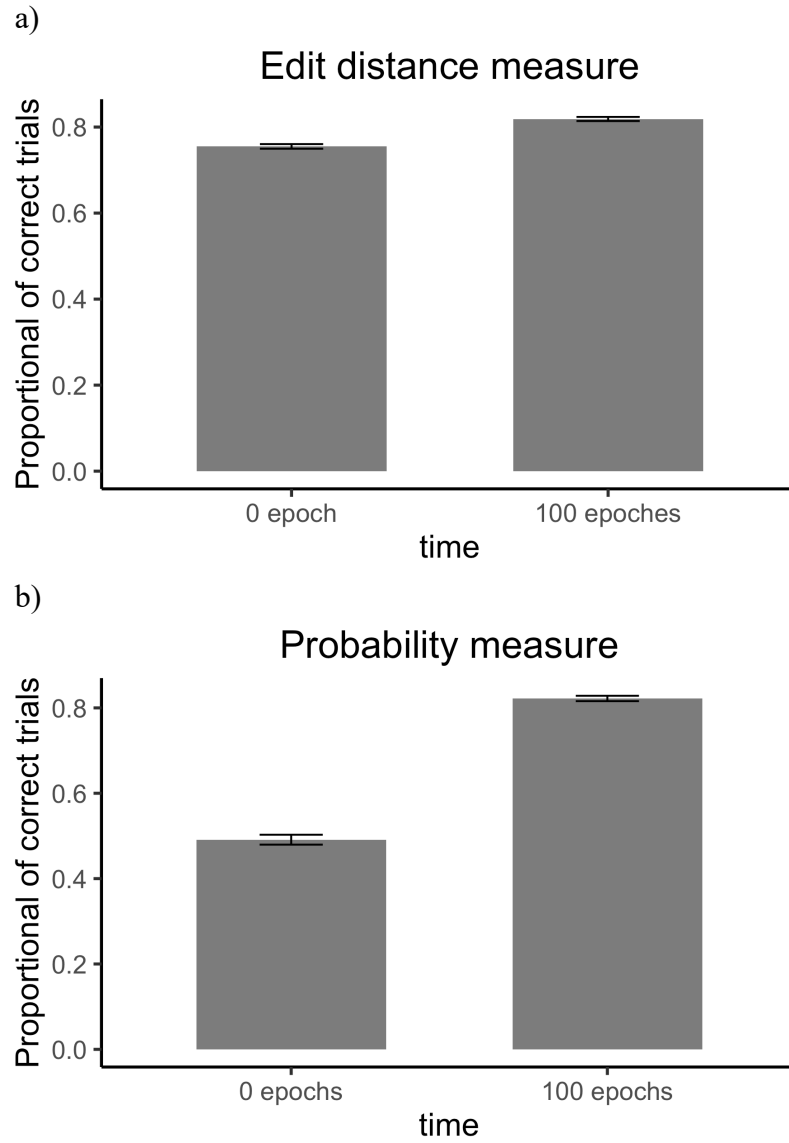 a)
Edit distance measure
Proportional of correct trials
0.8
0.6
0.4
0.2
0.0
0 epoch
100 epoches
time
b)
Probability measure
Proportional of correct trials
0.8
0.6
0.4
0.2
0.0
0 epochs
100 epochs
time